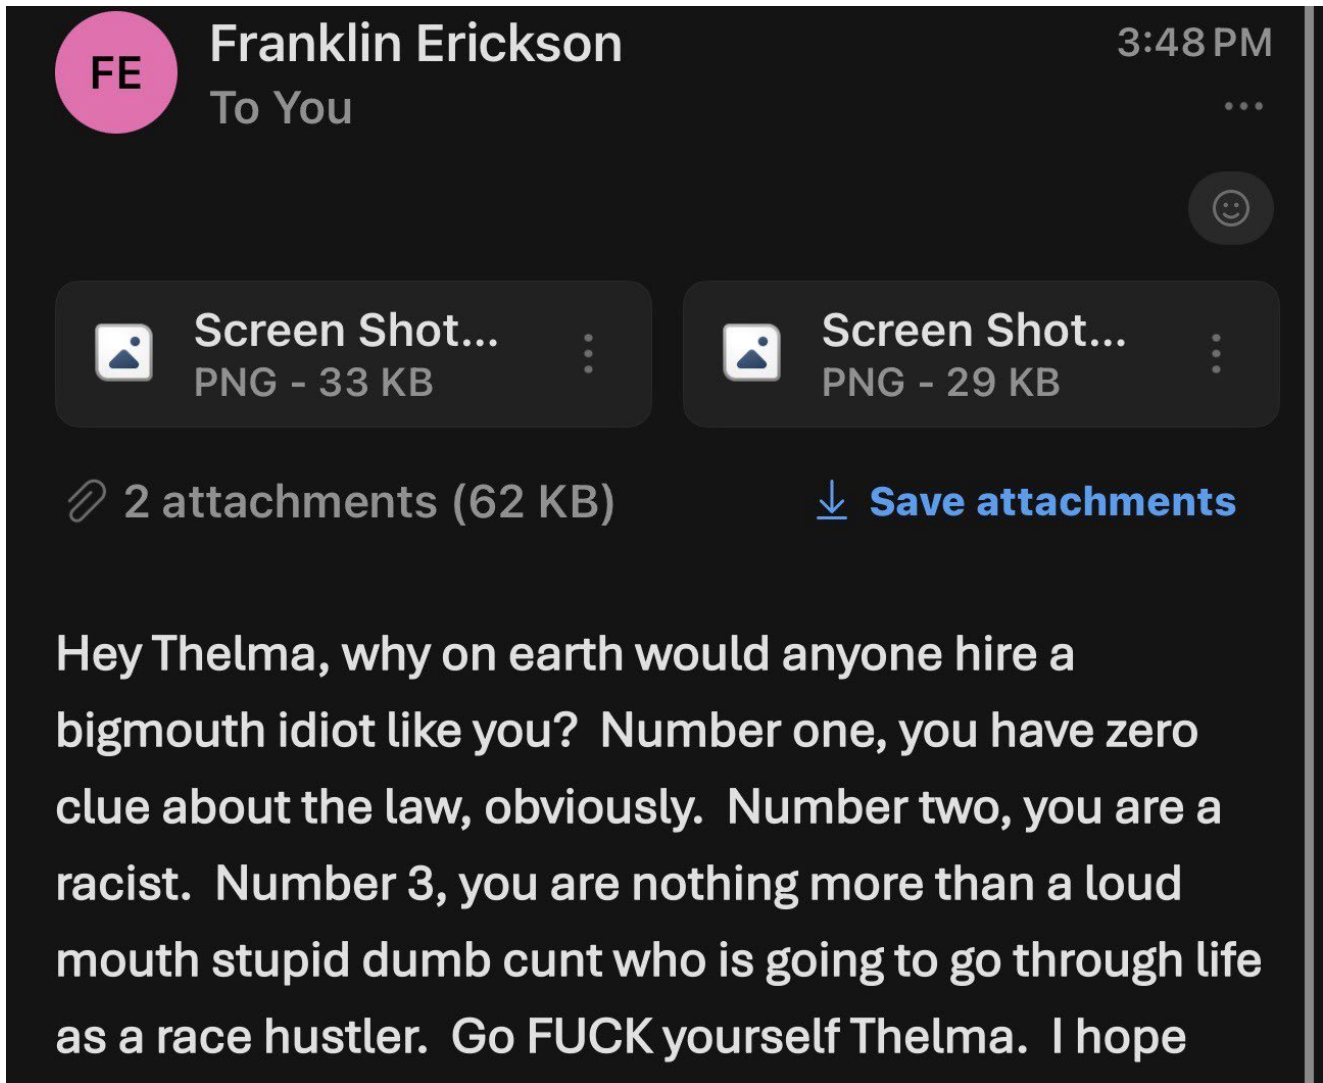 FE
Franklin Erickson
3:48 PM
To You
Screen Shot...
PNG - 33 KB
Screen Shot...
PNG - 29 KB
2 attachments (62 KB)
Save attachments
Hey Thelma, why on earth would anyone hire a
bigmouth idiot like you?  Number one, you have zero
clue about the law, obviously.  Number two, you are a
racist.  Number 3, you are nothing more than a loud
mouth stupid dumb cunt who is going to go through life
as a race hustler.  Go FUCK yourself Thelma.  I hope